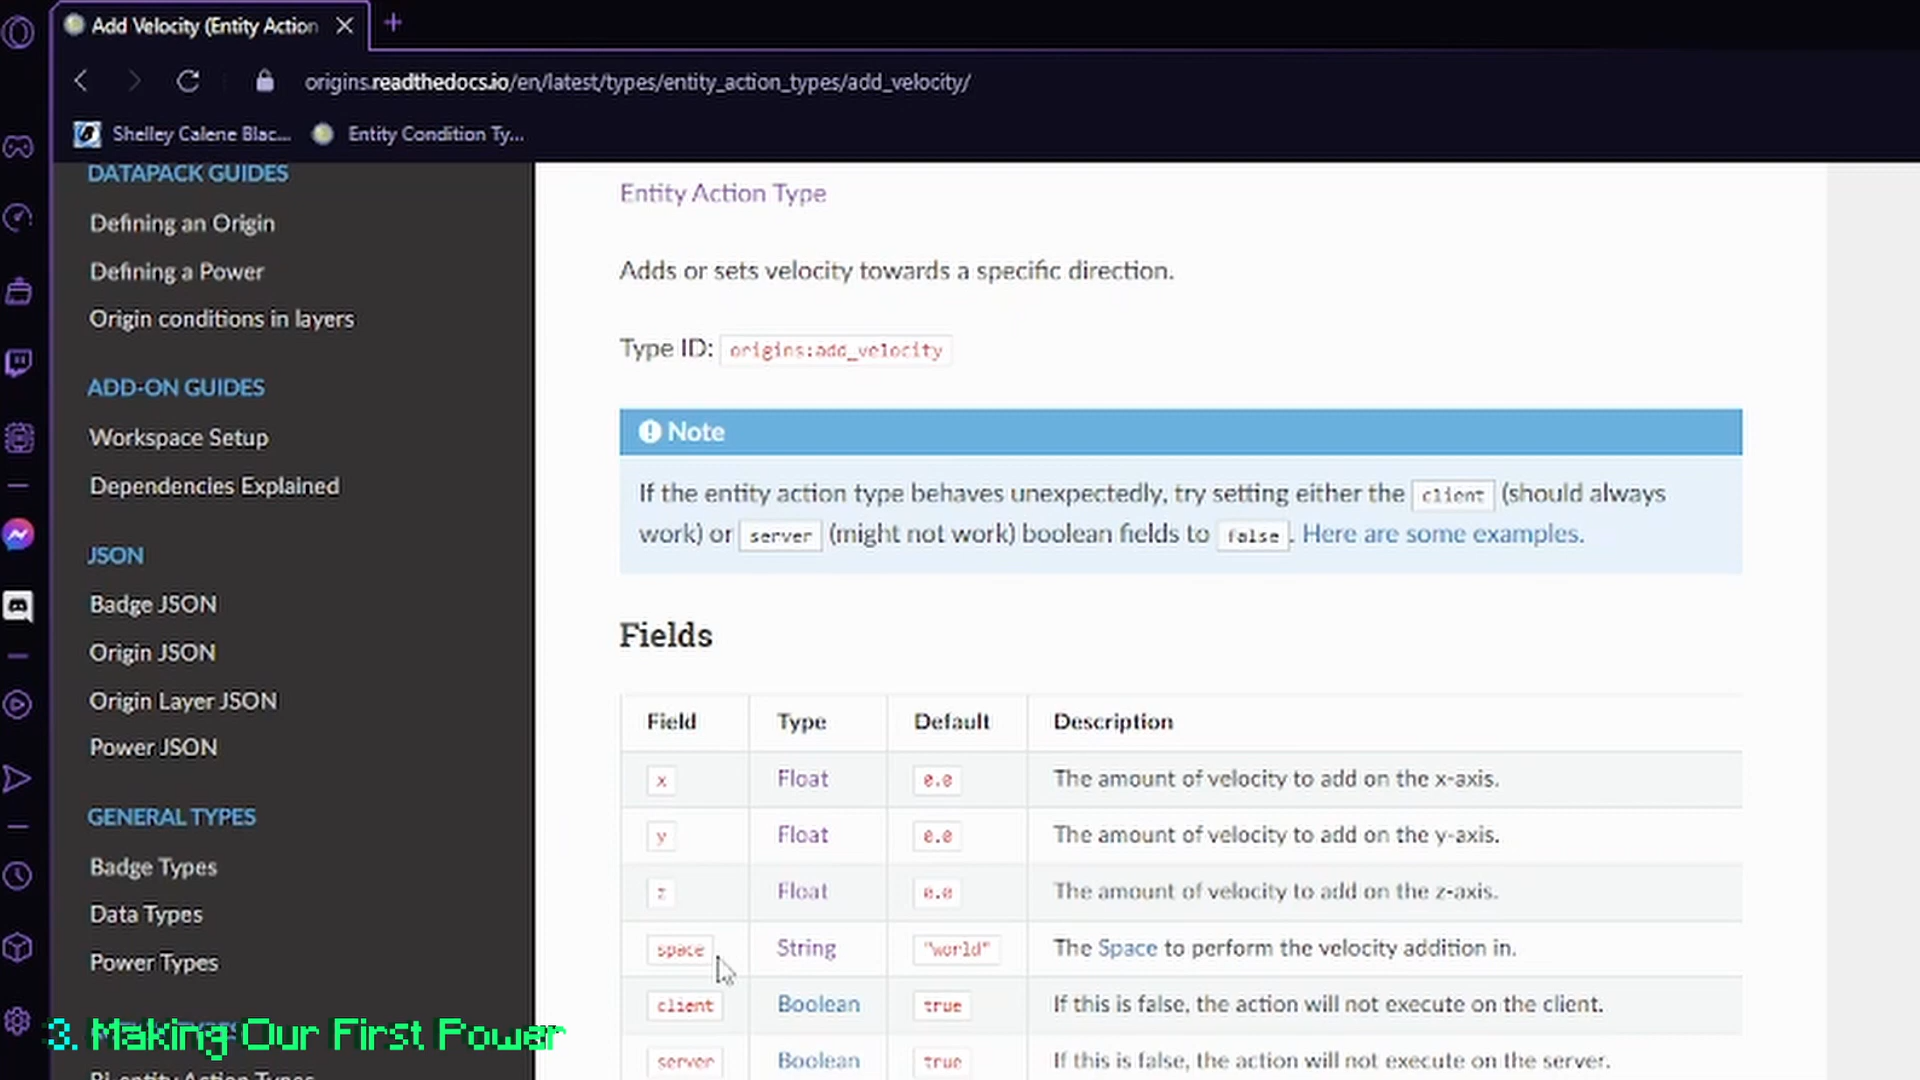 Add Velocity (Entity Action
origins.readthedocs.io/en/latest/types/entity_action_types/add_velocity/
Shelley Calene Blac...
Entity Condition Ty...
DATAPACK GUIDES
Defining an Origin
Defining a Power
Origin conditions in layers
ADD-ON GUIDES
Workspace Setup
Dependencies Explained
JSON
Badge JSON
Origin JSON
Origin Layer JSON
Power JSON
GENERAL TYPES
Badge Types
Data Types
Power Types
Bi-entity Action Types
Entity Action Type
Adds or sets velocity towards a specific direction.
Type ID: origins:add_velocity
Note
If the entity action type behaves unexpectedly, try setting either the client (should always
work) or server (might not work) boolean fields to false. Here are some examples.
Fields
Field Type Default Description
x Float 0.0 The amount of velocity to add on the x-axis.
y Float 0.0 The amount of velocity to add on the y-axis.
z Float 0.0 The amount of velocity to add on the z-axis.
space String "world" The Space to perform the velocity addition in.
client Boolean true If this is false, the action will not execute on the client.
server Boolean true If this is false, the action will not execute on the server.
3. Making Our First Power